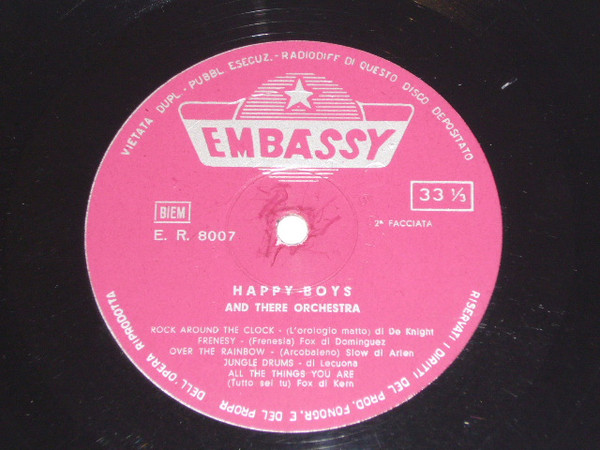 VIETATA DUPL. - PUBBL ESECUZ. - RADIODIFF DI QUESTO DISCO DEPOSITATO
EMBASSY
33 1/3
BIEM
E. R. 8007
2ª FACCIATA
HAPPY BOYS
AND THERE ORCHESTRA
ROCK AROUND THE CLOCK - (L'orologio matto) di De Knight
FRENESY - (Frenesia) Fox di Dominguez
OVER THE RAINBOW - (Arcobaleno) Slow di Arlen
JUNGLE DRUMS - di Lecuona
ALL THE THINGS YOU ARE
(Tutto sei tu) Fox di Kern
RISERVATI I DIRITTI DEL PROD. FONOGR. E DEL PROPR. DELL'OPERA RIPRODOTTA